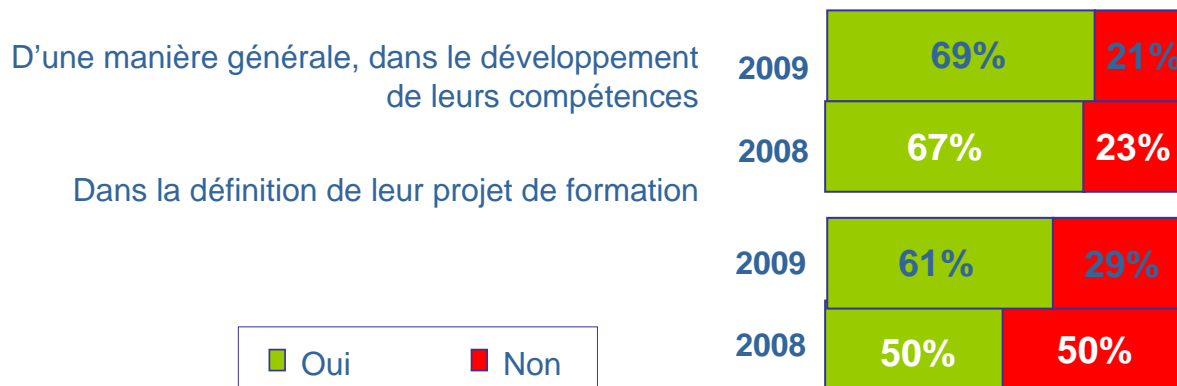 D'une manière générale, dans le développement
de leurs compétences
2009 69% 21%
2008 67% 23%
Dans la définition de leur projet de formation
2009 61% 29%
2008 50% 50%
Oui Non